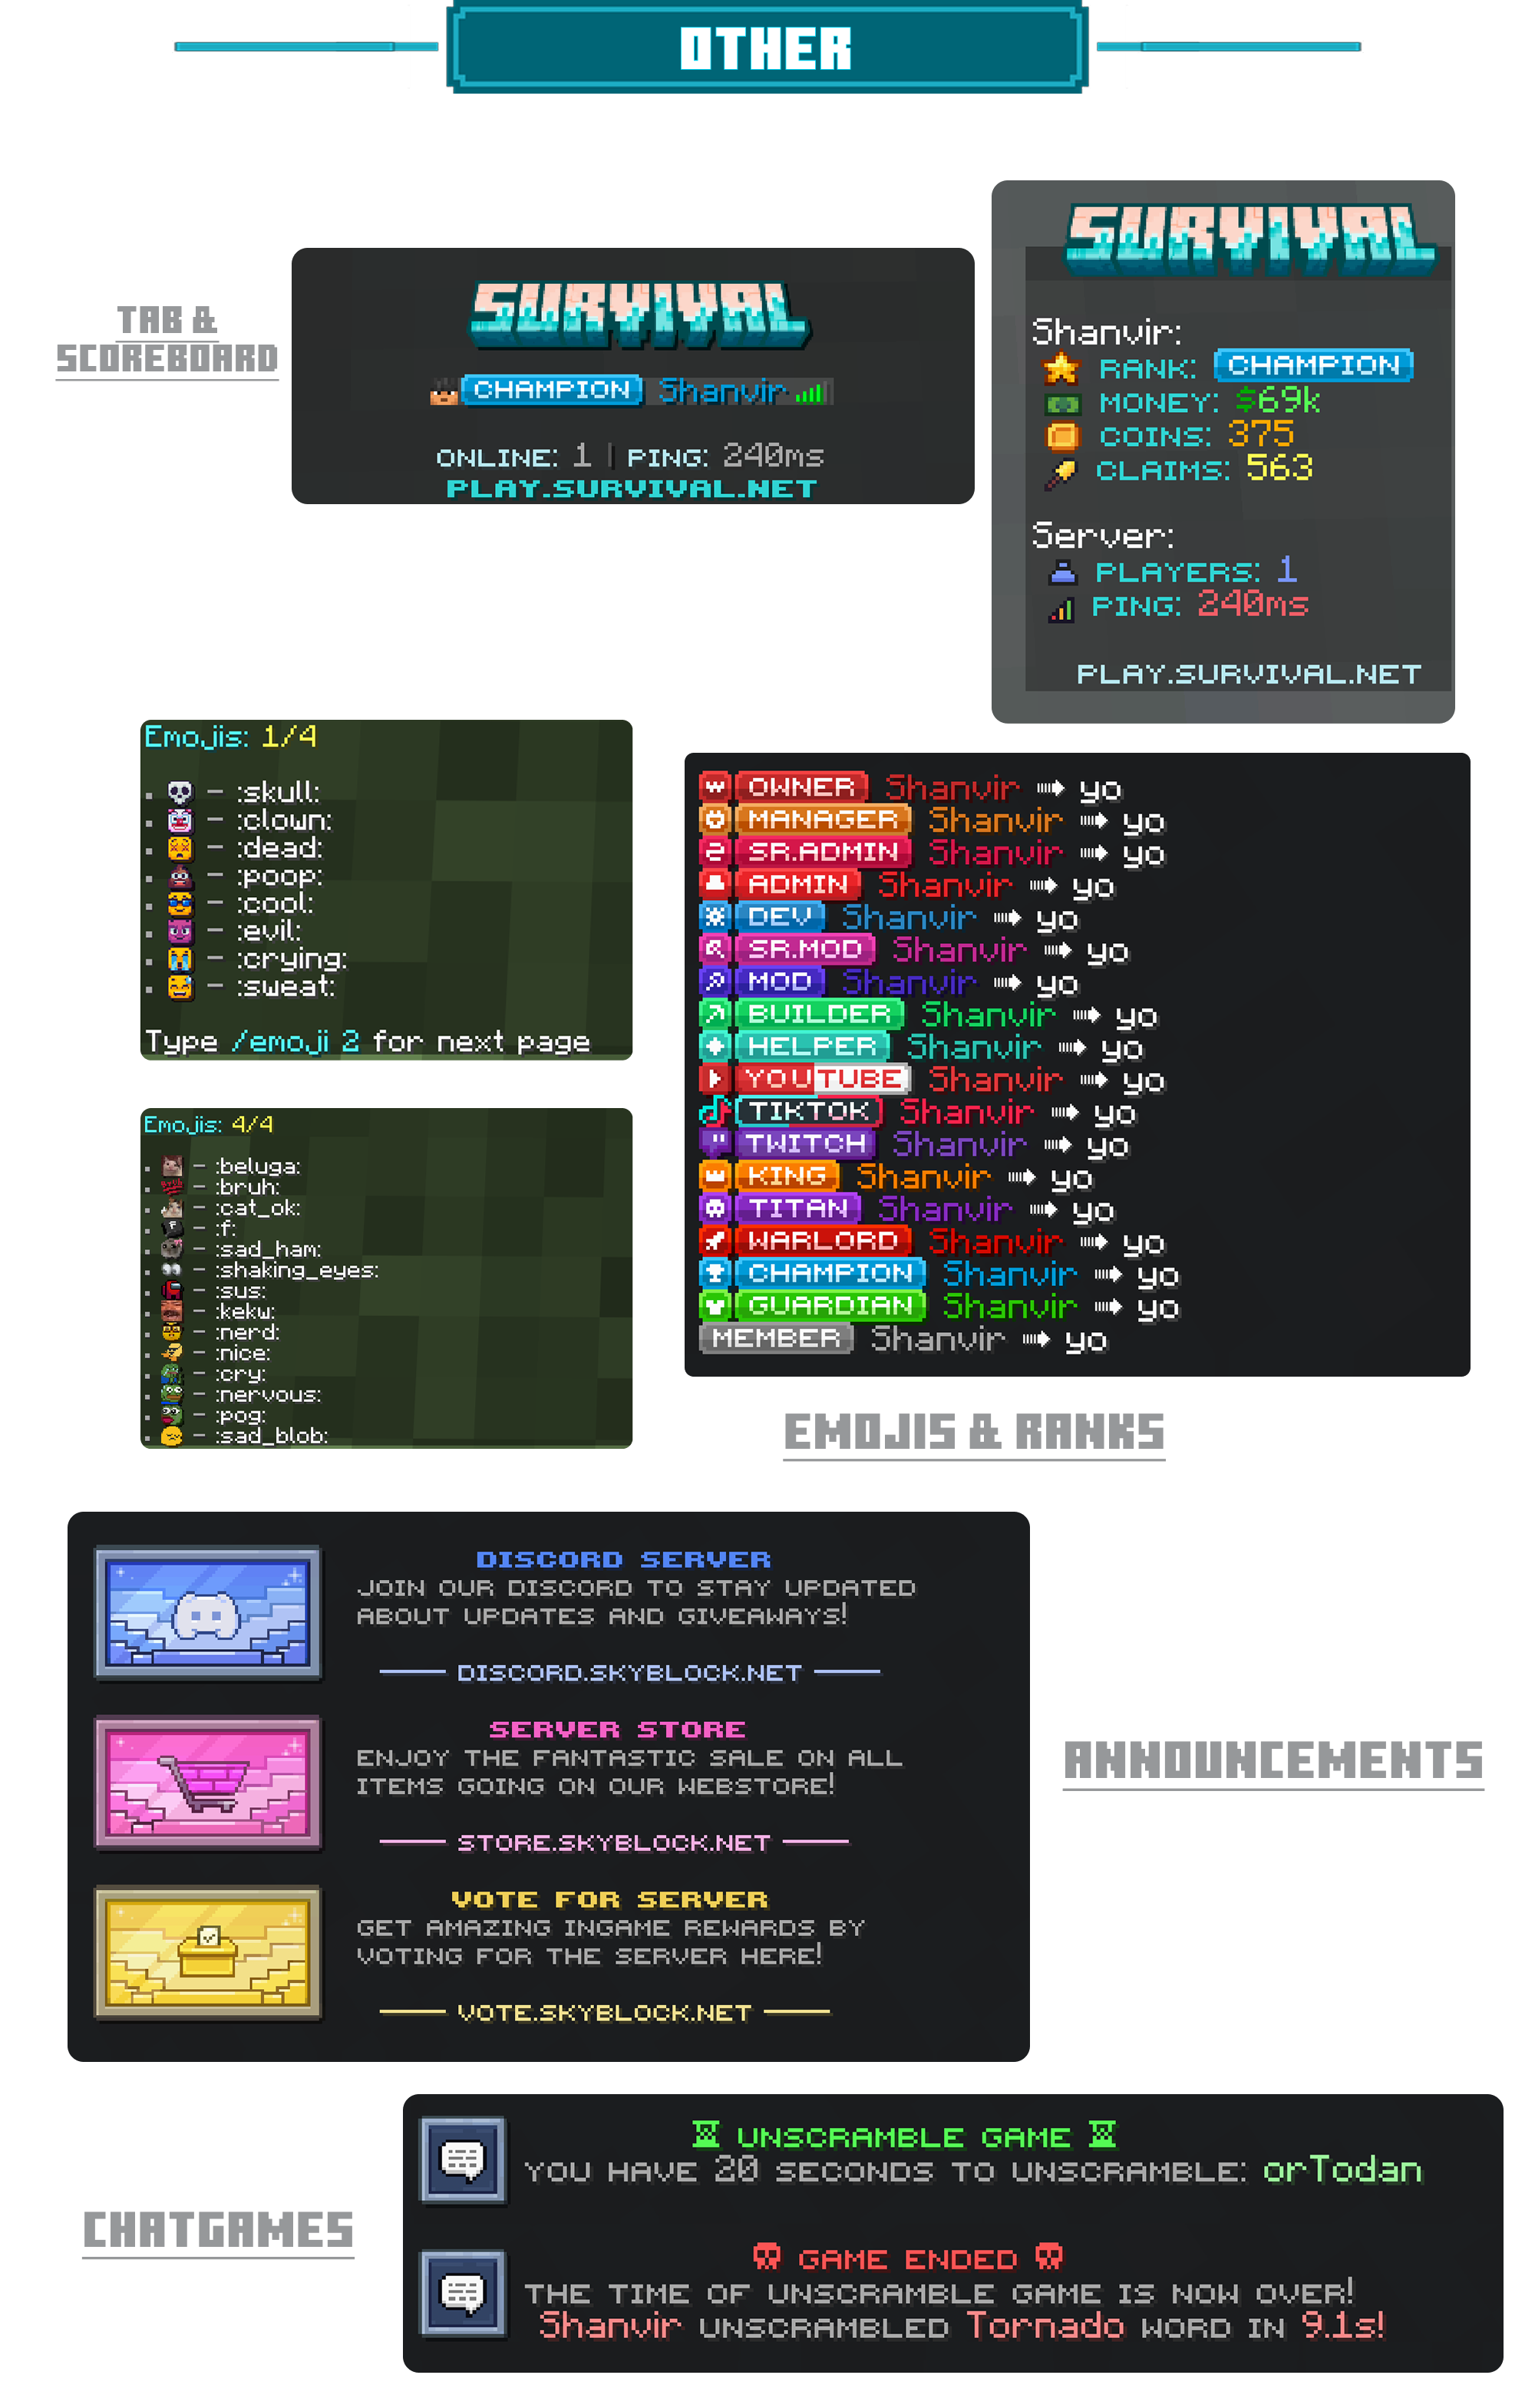 OTHER
TAB &
SCOREBOARD
SURVIVAL
CHAMPION Shanvir
ONLINE: 1 | PING: 240ms
PLAY.SURVIVAL.NET
SURVIVAL
Shanvir:
RANK: CHAMPION
MONEY: $69k
COINS: 375
CLAIMS: 563
Server:
PLAYERS: 1
PING: 240ms
PLAY.SURVIVAL.NET
Emojis: 1/4
– :skull:
– :clown:
– :dead:
– :poop:
– :cool:
– :evil:
– :crying:
– :sweat:
Type /emoji 2 for next page
Emojis: 4/4
– :beluga:
– :bruh:
– :cat_ok:
– :f:
– :sad_ham:
– :shaking_eyes:
– :sus:
– :kekw:
– :nerd:
– :nice:
– :cry:
– :nervous:
– :pog:
– :sad_blob:
OWNER Shanvir ➟ yo
MANAGER Shanvir ➟ yo
SR.ADMIN Shanvir ➟ yo
ADMIN Shanvir ➟ yo
DEV Shanvir ➟ yo
SR.MOD Shanvir ➟ yo
MOD Shanvir ➟ yo
BUILDER Shanvir ➟ yo
HELPER Shanvir ➟ yo
YOUTUBE Shanvir ➟ yo
TIKTOK Shanvir ➟ yo
TWITCH Shanvir ➟ yo
KING Shanvir ➟ yo
TITAN Shanvir ➟ yo
WARLORD Shanvir ➟ yo
CHAMPION Shanvir ➟ yo
GUARDIAN Shanvir ➟ yo
MEMBER Shanvir ➟ yo
EMOJIS & RANKS
DISCORD SERVER
JOIN OUR DISCORD TO STAY UPDATED
ABOUT UPDATES AND GIVEAWAYS!
DISCORD.SKYBLOCK.NET
SERVER STORE
ENJOY THE FANTASTIC SALE ON ALL
ITEMS GOING ON OUR WEBSTORE!
STORE.SKYBLOCK.NET
VOTE FOR SERVER
GET AMAZING INGAME REWARDS BY
VOTING FOR THE SERVER HERE!
VOTE.SKYBLOCK.NET
ANNOUNCEMENTS
CHATGAMES
UNSCRAMBLE GAME
YOU HAVE 20 SECONDS TO UNSCRAMBLE: orTodan
GAME ENDED
THE TIME OF UNSCRAMBLE GAME IS NOW OVER!
Shanvir UNSCRAMBLED Tornado WORD IN 9.1s!